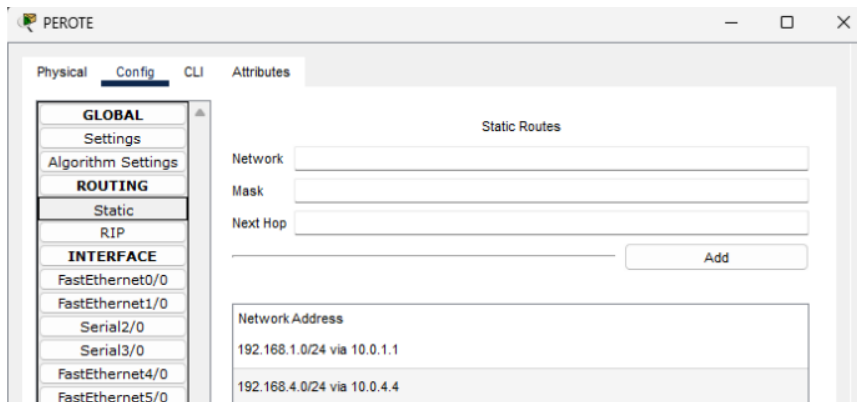 PEROTE
Physical Config CLI Attributes
GLOBAL
Settings
Algorithm Settings
ROUTING
Static
RIP
INTERFACE
FastEthernet0/0
FastEthernet1/0
Serial2/0
Serial3/0
FastEthernet4/0
FastEthernet5/0
Static Routes
Network
Mask
Next Hop
Add
Network Address
192.168.1.0/24 via 10.0.1.1
192.168.4.0/24 via 10.0.4.4